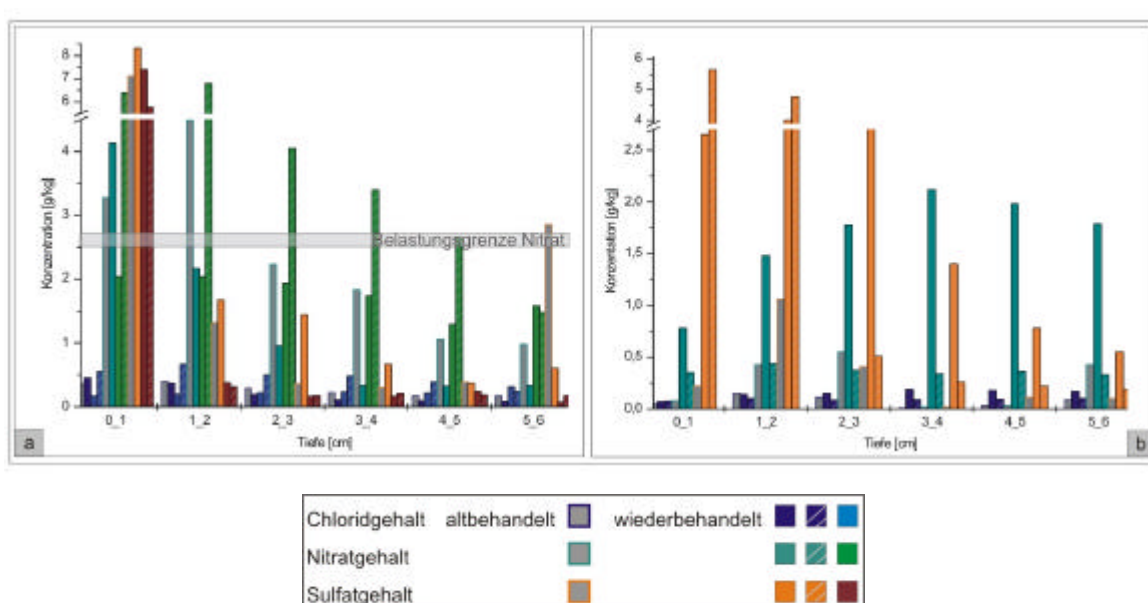 8
7
6
4
3
2
1
0
Konzentration [g/kg]
Belastungsgrenze Nitrat
0_1 1_2 2_3 3_4 4_5 5_6
Tiefe [cm]
a
6
5
4
2,5
2,0
1,5
1,0
0,5
0,0
Konzentation [g/kg]
0_1 1_2 2_3 3_4 4_5 5_6
Tiefe [cm]
b
Chloridgehalt altbehandelt wiederbehandelt
Nitratgehalt
Sulfatgehalt